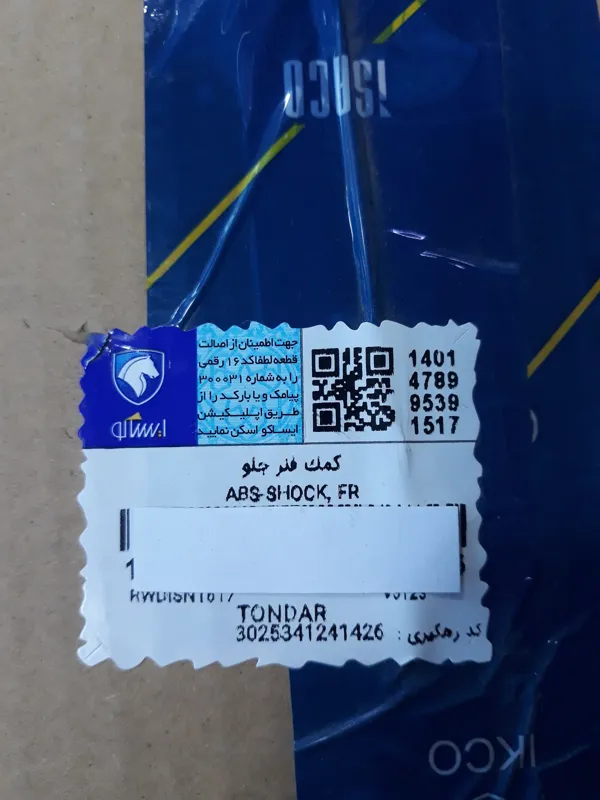 ISACO
جهت اطمینان از اصالت
قطعه لطفا کد ۱۶ رقمی
را به شماره ۳۰۰۰۳۱
پیامک و یا بارکد را از
طریق اپلیکیشن
ایساکو اسکن نمایید
ایساکو
1401
4789
9539
1517
کمک فنر جلو
ABS-SHOCK, FR
TONDAR
کد رهگیری : 3025341241426
IKCO